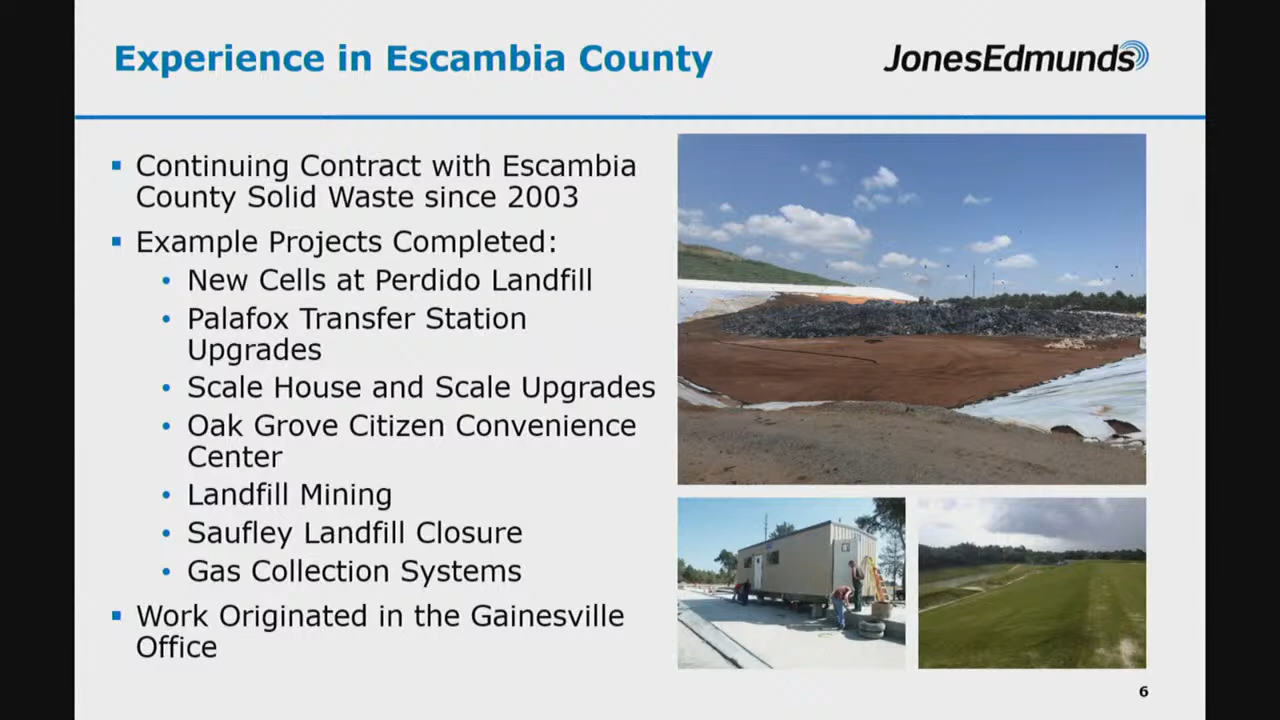 Experience in Escambia County
JonesEdmunds
▪ Continuing Contract with Escambia
County Solid Waste since 2003
▪ Example Projects Completed:
• New Cells at Perdido Landfill
• Palafox Transfer Station
Upgrades
• Scale House and Scale Upgrades
• Oak Grove Citizen Convenience
Center
• Landfill Mining
• Saufley Landfill Closure
• Gas Collection Systems
▪ Work Originated in the Gainesville
Office
6